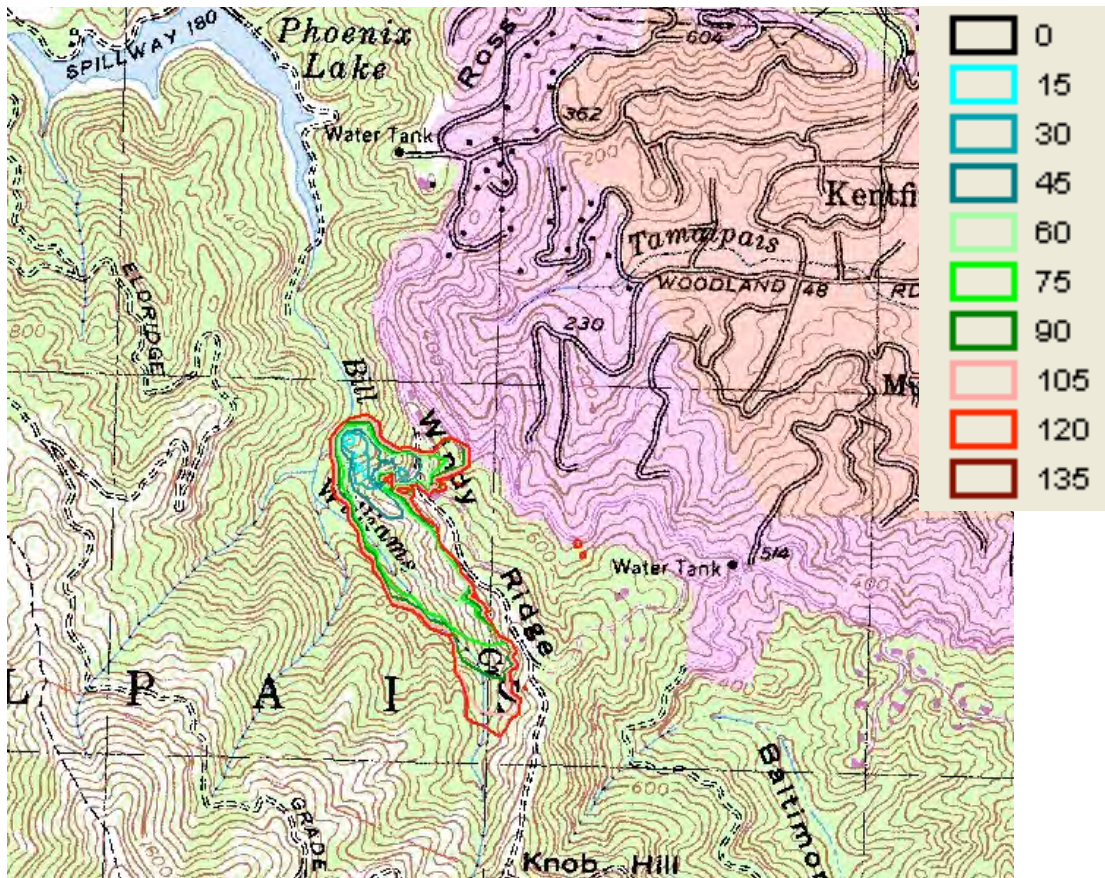 SPILLWAY 180
Phoenix
Lake
Ross
604
362
Water Tank
200
400
Kentfi
Tamalpais
WOODLAND
48
RD
ELDRIDGE
230
800
Bill
My
Windy
Williams
600
514
Water Tank
400
Ridge
G
L P A I S
Baltimor
600
GRADE
1600
Knob Hill
0
15
30
45
60
75
90
105
120
135